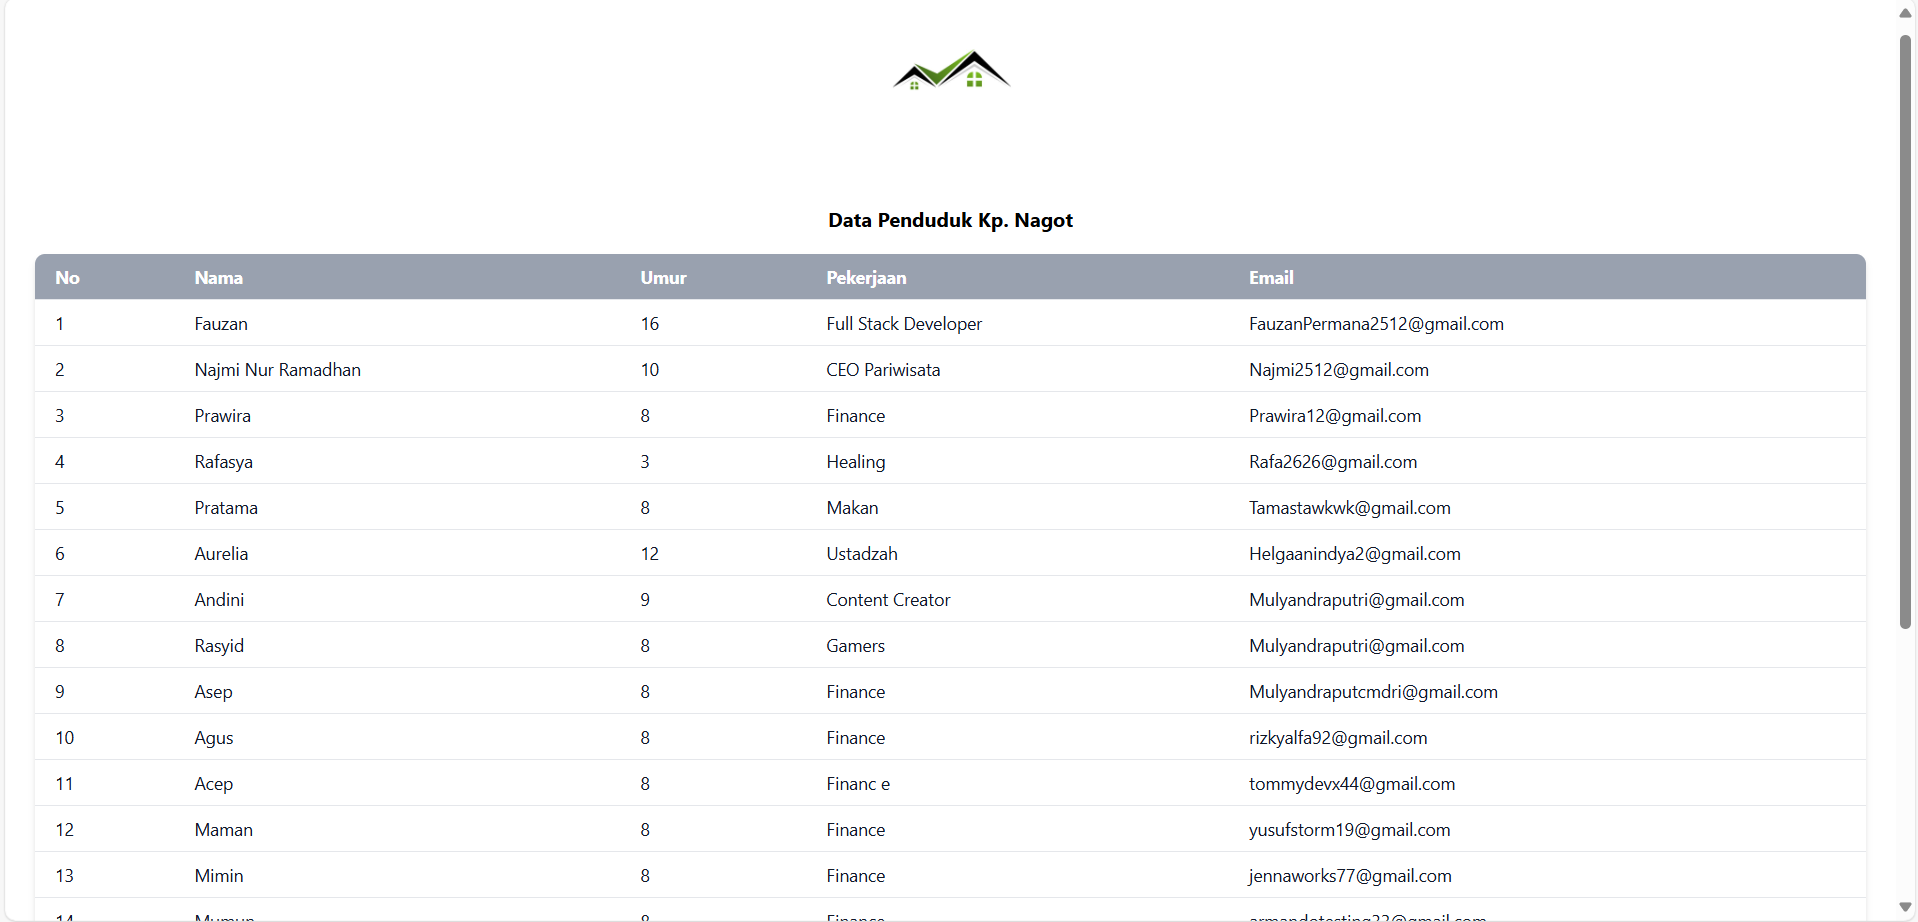 Data Penduduk Kp. Nagot
No Nama Umur Pekerjaan Email
1 Fauzan 16 Full Stack Developer FauzanPermana2512@gmail.com
2 Najmi Nur Ramadhan 10 CEO Pariwisata Najmi2512@gmail.com
3 Prawira 8 Finance Prawira12@gmail.com
4 Rafasya 3 Healing Rafa2626@gmail.com
5 Pratama 8 Makan Tamastawkwk@gmail.com
6 Aurelia 12 Ustadzah Helgaanindya2@gmail.com
7 Andini 9 Content Creator Mulyandraputri@gmail.com
8 Rasyid 8 Gamers Mulyandraputri@gmail.com
9 Asep 8 Finance Mulyandraputcmdri@gmail.com
10 Agus 8 Finance rizkyalfa92@gmail.com
11 Acep 8 Financ e tommydevx44@gmail.com
12 Maman 8 Finance yusufstorm19@gmail.com
13 Mimin 8 Finance jennaworks77@gmail.com
14 Mumun 8 Finance